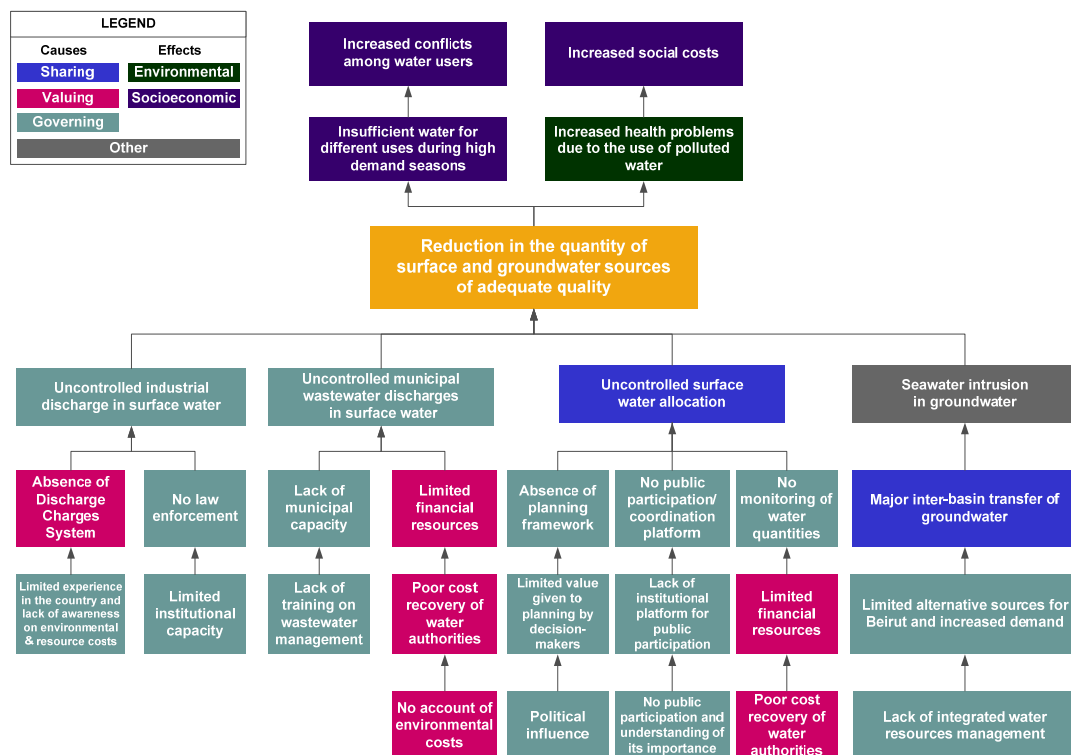 LEGEND
Causes
Effects
Sharing
Environmental
Valuing
Socioeconomic
Governing
Other
Increased conflicts
among water users
Increased social costs
Insufficient water for
different uses during high
demand seasons
Increased health problems
due to the use of polluted
water
Reduction in the quantity of
surface and groundwater sources
of adequate quality
Uncontrolled industrial
discharge in surface water
Uncontrolled municipal
wastewater discharges
in surface water
Uncontrolled surface
water allocation
Seawater intrusion
in groundwater
Absence of
Discharge
Charges
System
No law
enforcement
Lack of
municipal
capacity
Limited
financial
resources
Absence of
planning
framework
No public
participation/
coordination
platform
No
monitoring of
water
quantities
Major inter-basin transfer of
groundwater
Limited experience
in the country and
lack of awareness
on environmental
& resource costs
Limited
institutional
capacity
Lack of
training on
wastewater
management
Poor cost
recovery of
water
authorities
Limited value
given to
planning by
decision-
makers
Lack of
institutional
platform for
public
participation
Limited
financial
resources
Limited alternative sources for
Beirut and increased demand
No account of
environmental
costs
Political
influence
No public
participation and
understanding of
its importance
Poor cost
recovery of
water
authorities
Lack of integrated water
resources management